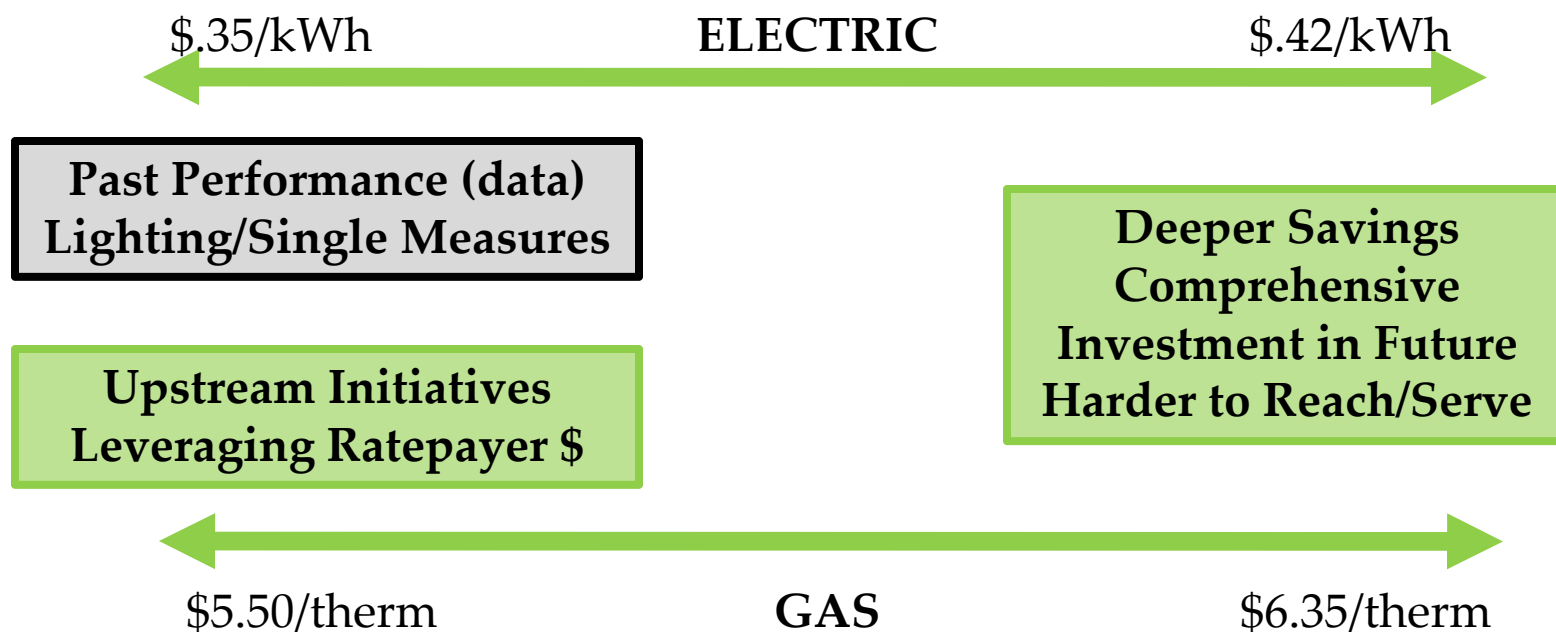 $.35/kWh
ELECTRIC
$.42/kWh
Past Performance (data)
Lighting/Single Measures
Upstream Initiatives
Leveraging Ratepayer $
Deeper Savings
Comprehensive
Investment in Future
Harder to Reach/Serve
$5.50/therm
GAS
$6.35/therm